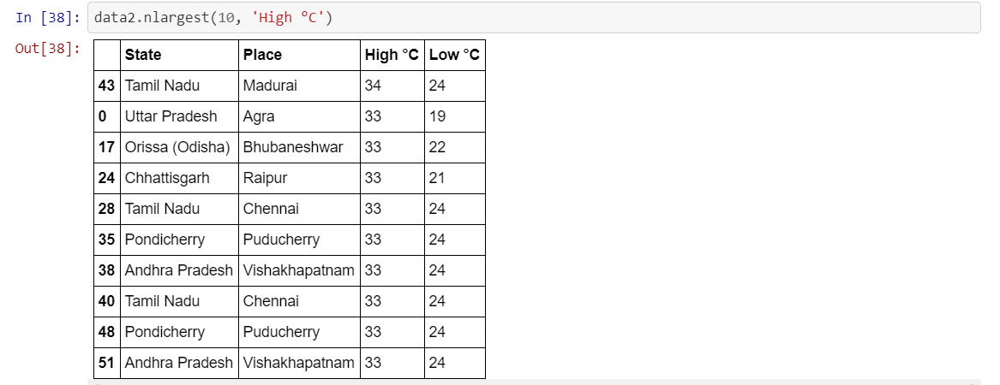 In [38]: data2.nlargest(10, 'High °C')
Out[38]:
State Place High °C Low °C
43 Tamil Nadu Madurai 34 24
0 Uttar Pradesh Agra 33 19
17 Orissa (Odisha) Bhubaneshwar 33 22
24 Chhattisgarh Raipur 33 21
28 Tamil Nadu Chennai 33 24
35 Pondicherry Puducherry 33 24
38 Andhra Pradesh Vishakhapatnam 33 24
40 Tamil Nadu Chennai 33 24
48 Pondicherry Puducherry 33 24
51 Andhra Pradesh Vishakhapatnam 33 24